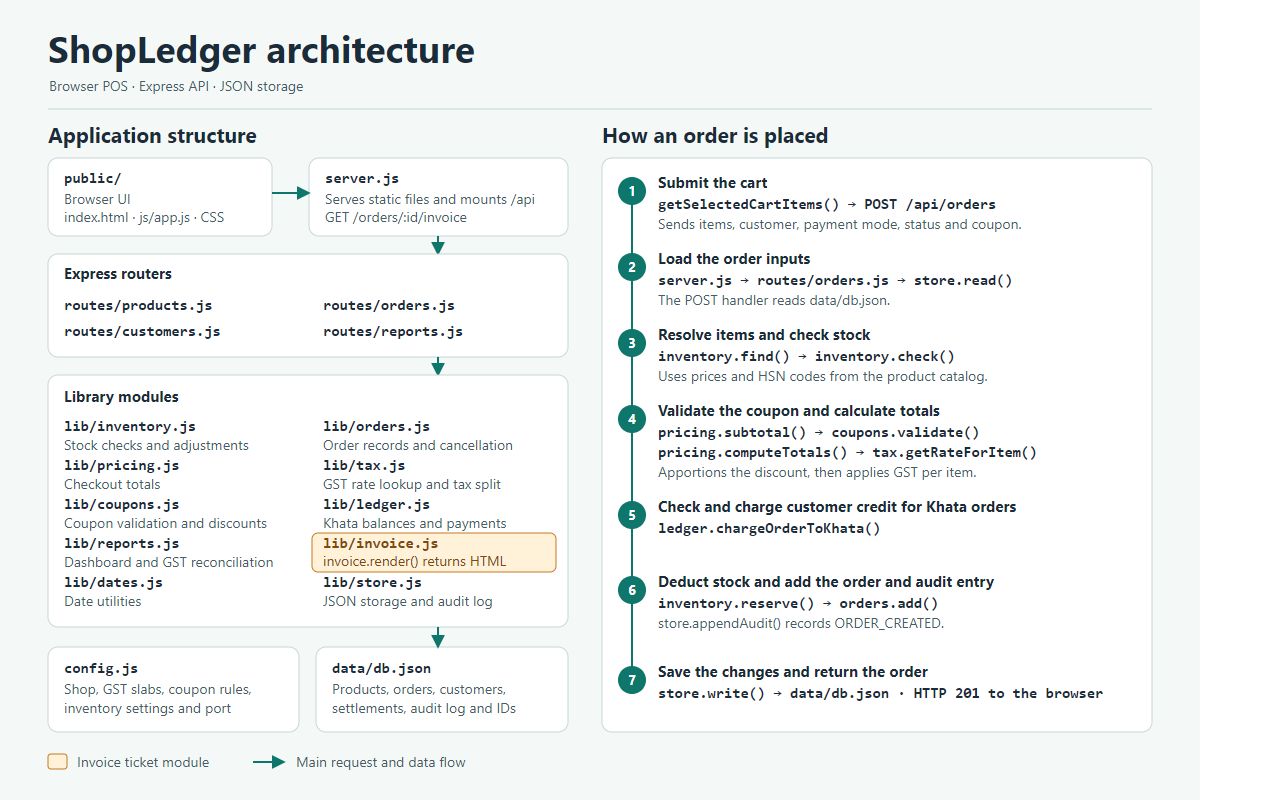 ShopLedger architecture
Browser POS · Express API · JSON storage
Application structure
public/
Browser UI
index.html · js/app.js · CSS
server.js
Serves static files and mounts /api
GET /orders/:id/invoice
Express routers
routes/products.js
routes/orders.js
routes/customers.js
routes/reports.js
Library modules
lib/inventory.js
Stock checks and adjustments
lib/orders.js
Order records and cancellation
lib/pricing.js
Checkout totals
lib/tax.js
GST rate lookup and tax split
lib/coupons.js
Coupon validation and discounts
lib/ledger.js
Khata balances and payments
lib/reports.js
Dashboard and GST reconciliation
lib/invoice.js
invoice.render() returns HTML
lib/dates.js
Date utilities
lib/store.js
JSON storage and audit log
config.js
Shop, GST slabs, coupon rules,
inventory settings and port
data/db.json
Products, orders, customers,
settlements, audit log and IDs
Invoice ticket module
Main request and data flow
How an order is placed
1
Submit the cart
getSelectedCartItems() → POST /api/orders
Sends items, customer, payment mode, status and coupon.
2
Load the order inputs
server.js → routes/orders.js → store.read()
The POST handler reads data/db.json.
3
Resolve items and check stock
inventory.find() → inventory.check()
Uses prices and HSN codes from the product catalog.
4
Validate the coupon and calculate totals
pricing.subtotal() → coupons.validate()
pricing.computeTotals() → tax.getRateForItem()
Apportions the discount, then applies GST per item.
5
Check and charge customer credit for Khata orders
ledger.chargeOrderToKhata()
6
Deduct stock and add the order and audit entry
inventory.reserve() → orders.add()
store.appendAudit() records ORDER_CREATED.
7
Save the changes and return the order
store.write() → data/db.json · HTTP 201 to the browser